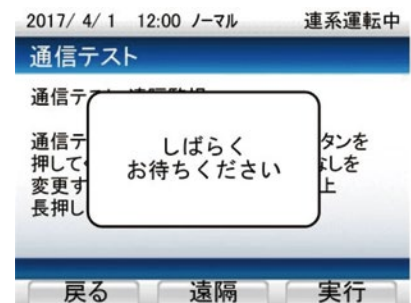 2017/ 4/ 1 12:00 ノーマル 連系運転中
通信テスト
通信テ
しばらく
お待ちください
通信テ タンを
押して なしを
変更す 上
長押し
戻る 遠隔 実行